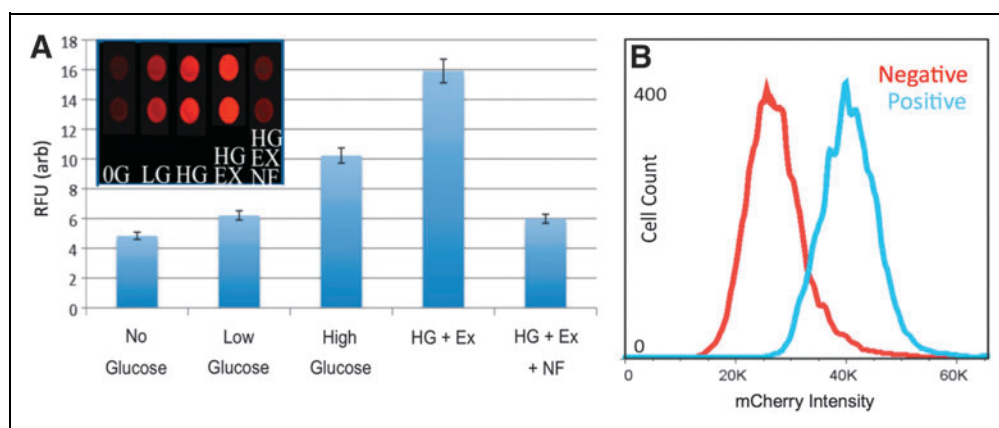 A
18
16
14
12
10
8
6
4
2
0
RFU (arb)
0G LG HG HG EX HG EX NF
No Glucose
Low Glucose
High Glucose
HG + Ex
HG + Ex + NF
B
Negative
Positive
400
Cell Count
0
0 20K 40K 60K
mCherry Intensity